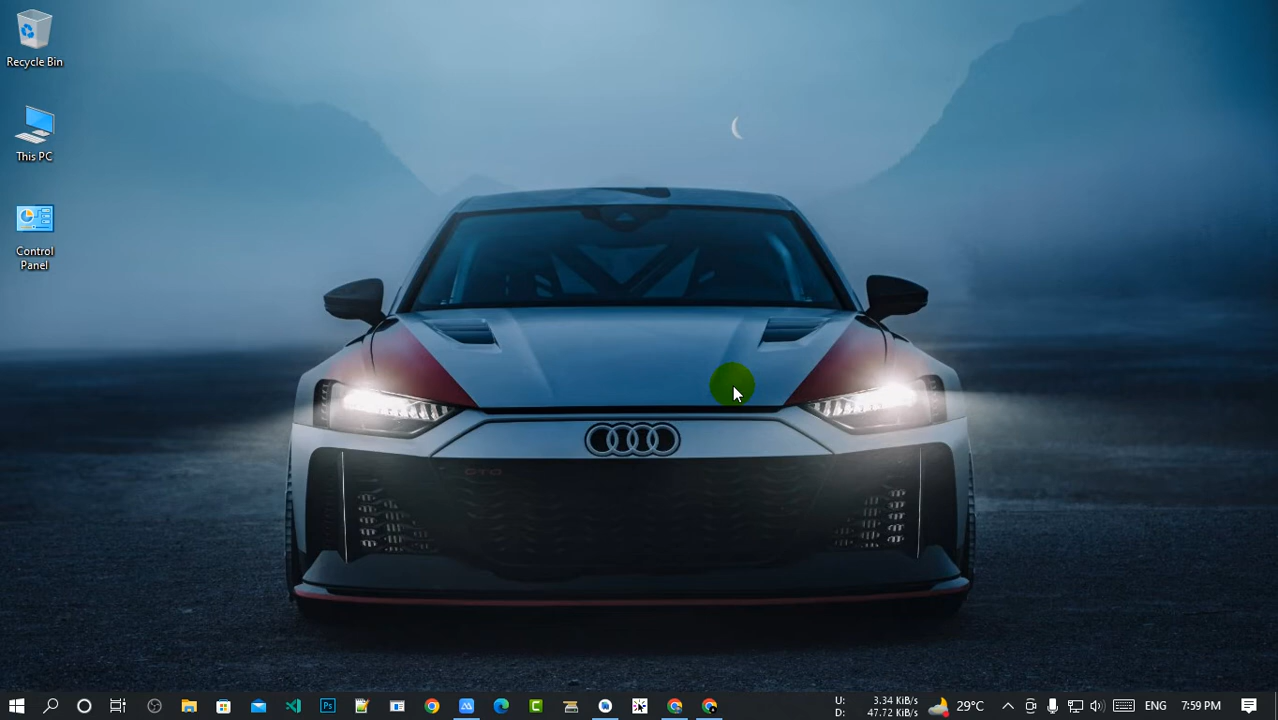 Recycle Bin
This PC
Control
Panel
U: 3.34 KiB/s
D: 47.72 KiB/s
29°C
ENG
7:59 PM